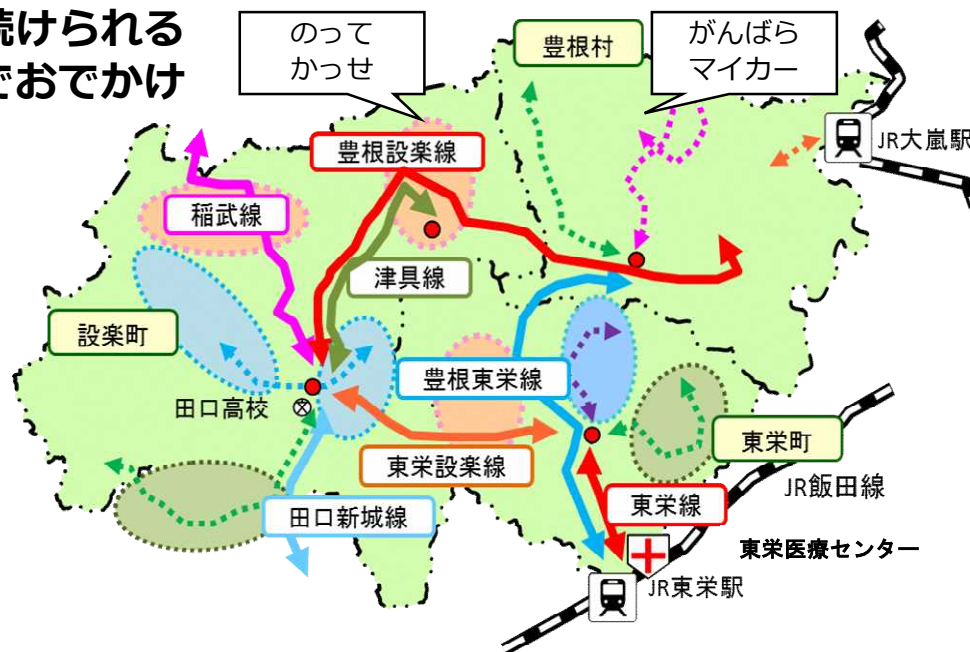 続けられる
でおでかけ
のって
かっせ
豊根村
がんばら
マイカー
JR大嵐駅
豊根設楽線
稲武線
津具線
設楽町
豊根東栄線
田口高校
東栄町
東栄設楽線
JR飯田線
東栄線
田口新城線
東栄医療センター
JR東栄駅